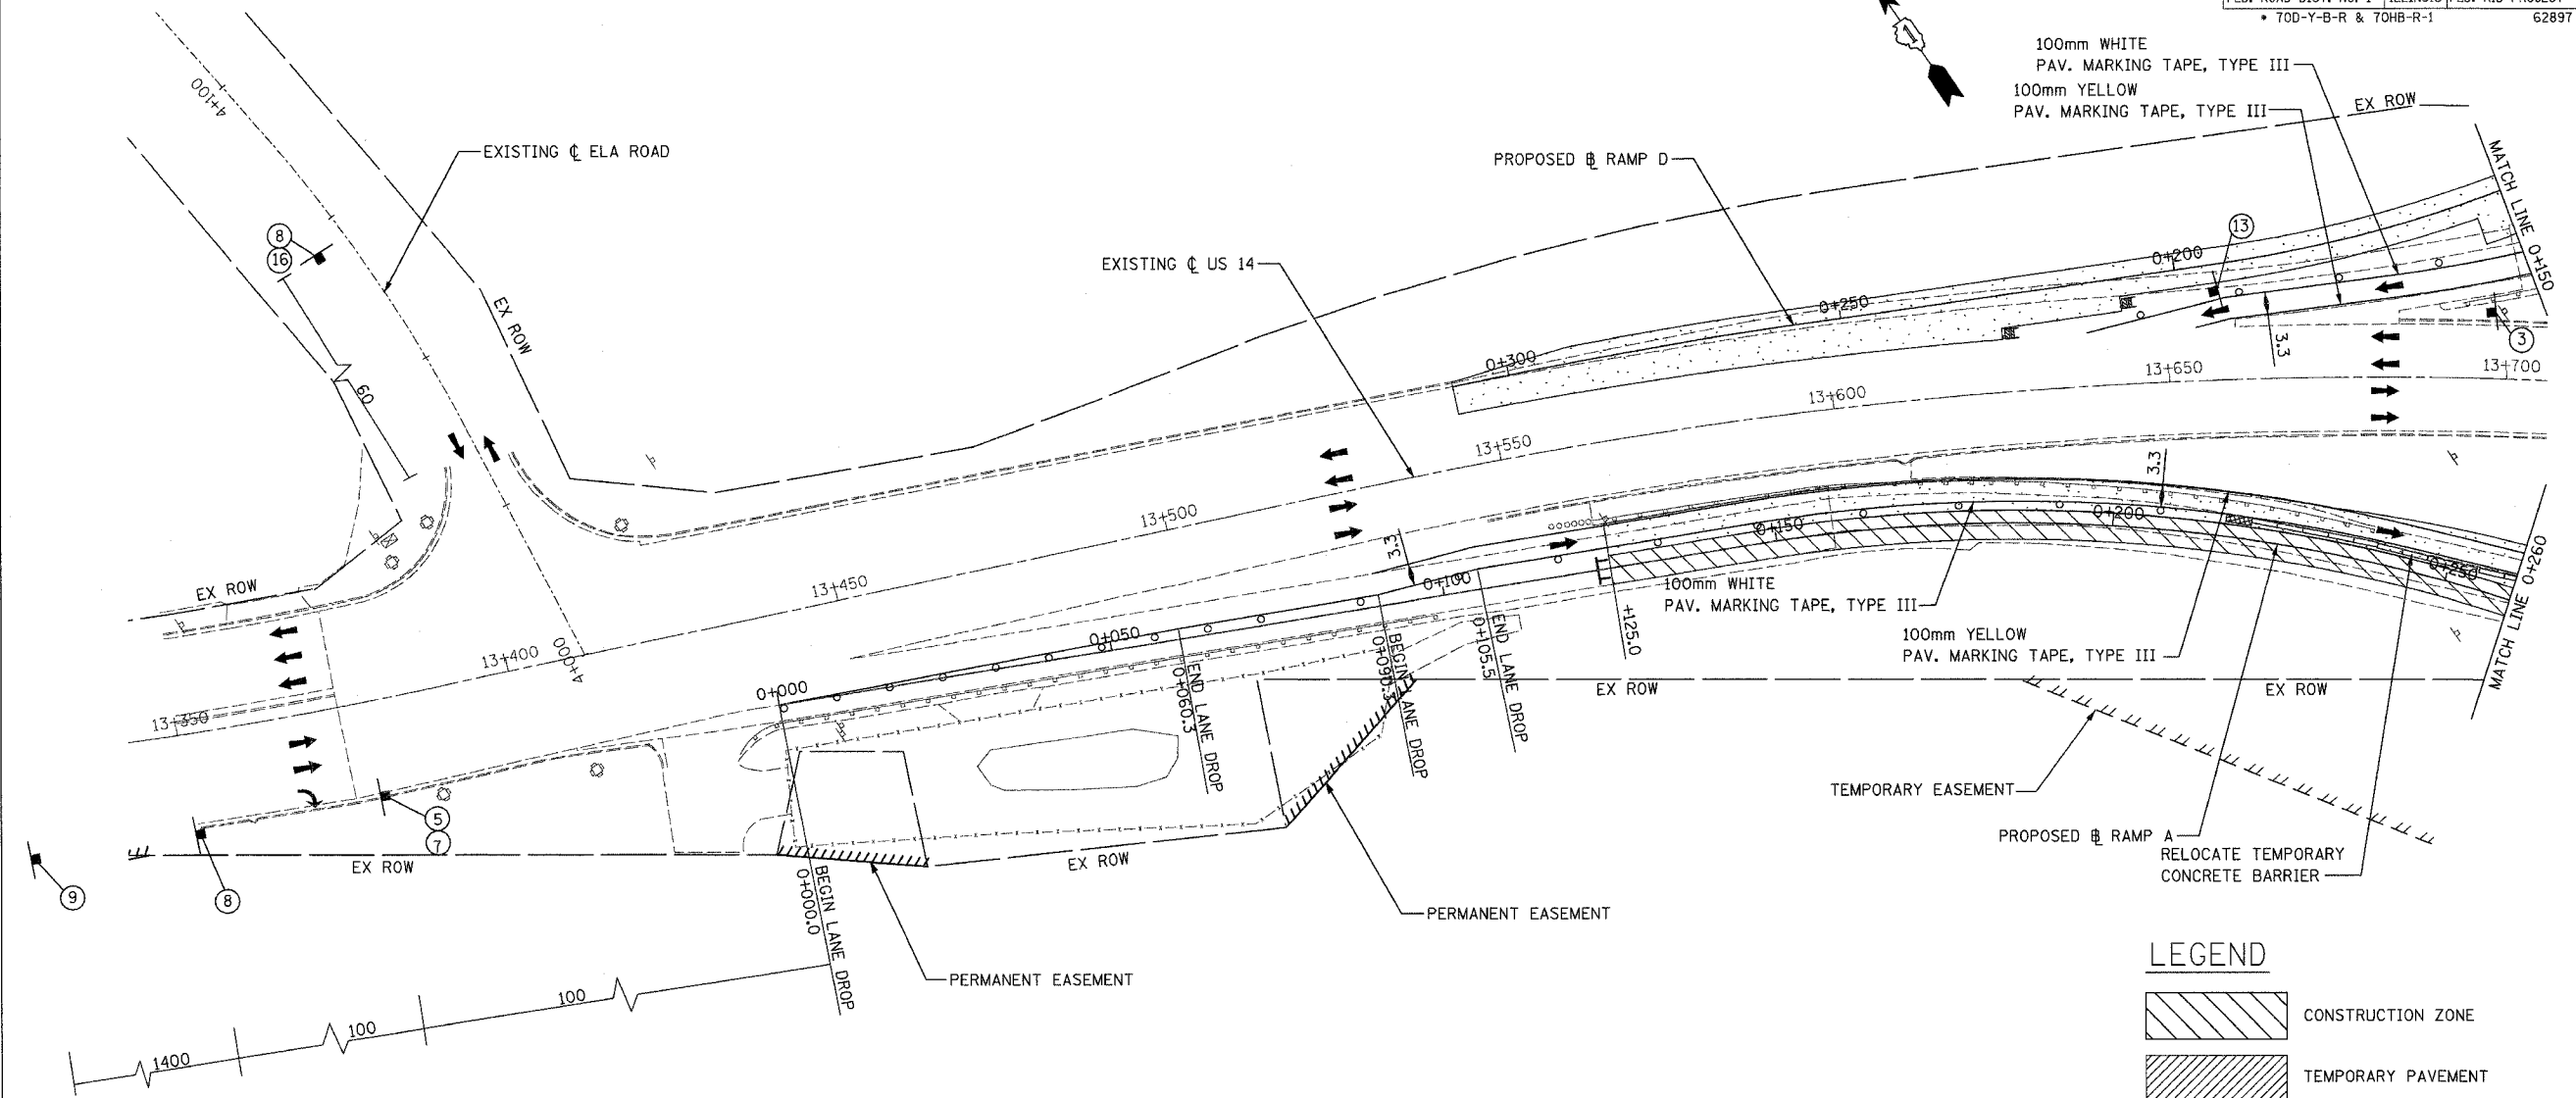 • 70D-Y-B-R & 70HB-R-1
62897
1
100mm WHITE
PAV. MARKING TAPE, TYPE III
100mm YELLOW
PAV. MARKING TAPE, TYPE III
EX ROW
MATCH LINE 0+150
4+100
EXISTING ℄ ELA ROAD
PROPOSED B̲L RAMP D
EXISTING ℄ US 14
8
16
60
EX ROW
13
0+200
0+250
0+300
3.3
3
13+700
13+650
13+600
13+550
13+500
13+450
13+400
13+350
4+000
EX ROW
3.3
3.3
0+000
0+050
0+100
0+150
0+200
0+250
+125.0
100mm WHITE
PAV. MARKING TAPE, TYPE III
100mm YELLOW
PAV. MARKING TAPE, TYPE III
MATCH LINE 0+260
END LANE DROP
0+060.3
BEGIN LANE DROP
0+090.3
END LANE DROP
0+105.5
EX ROW
EX ROW
TEMPORARY EASEMENT
PROPOSED B̲L RAMP A
RELOCATE TEMPORARY
CONCRETE BARRIER
5
7
8
9
EX ROW
EX ROW
BEGIN LANE DROP
0+000.0
PERMANENT EASEMENT
PERMANENT EASEMENT
100
100
1400
LEGEND
CONSTRUCTION ZONE
TEMPORARY PAVEMENT